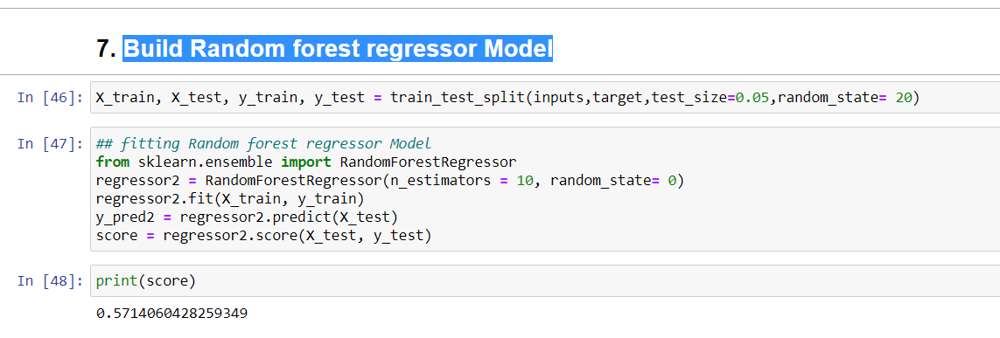 7. Build Random forest regressor Model
In [46]: X_train, X_test, y_train, y_test = train_test_split(inputs,target,test_size=0.05,random_state= 20)
In [47]: ## fitting Random forest regressor Model
from sklearn.ensemble import RandomForestRegressor
regressor2 = RandomForestRegressor(n_estimators = 10, random_state= 0)
regressor2.fit(X_train, y_train)
y_pred2 = regressor2.predict(X_test)
score = regressor2.score(X_test, y_test)
In [48]: print(score)
0.5714060428259349